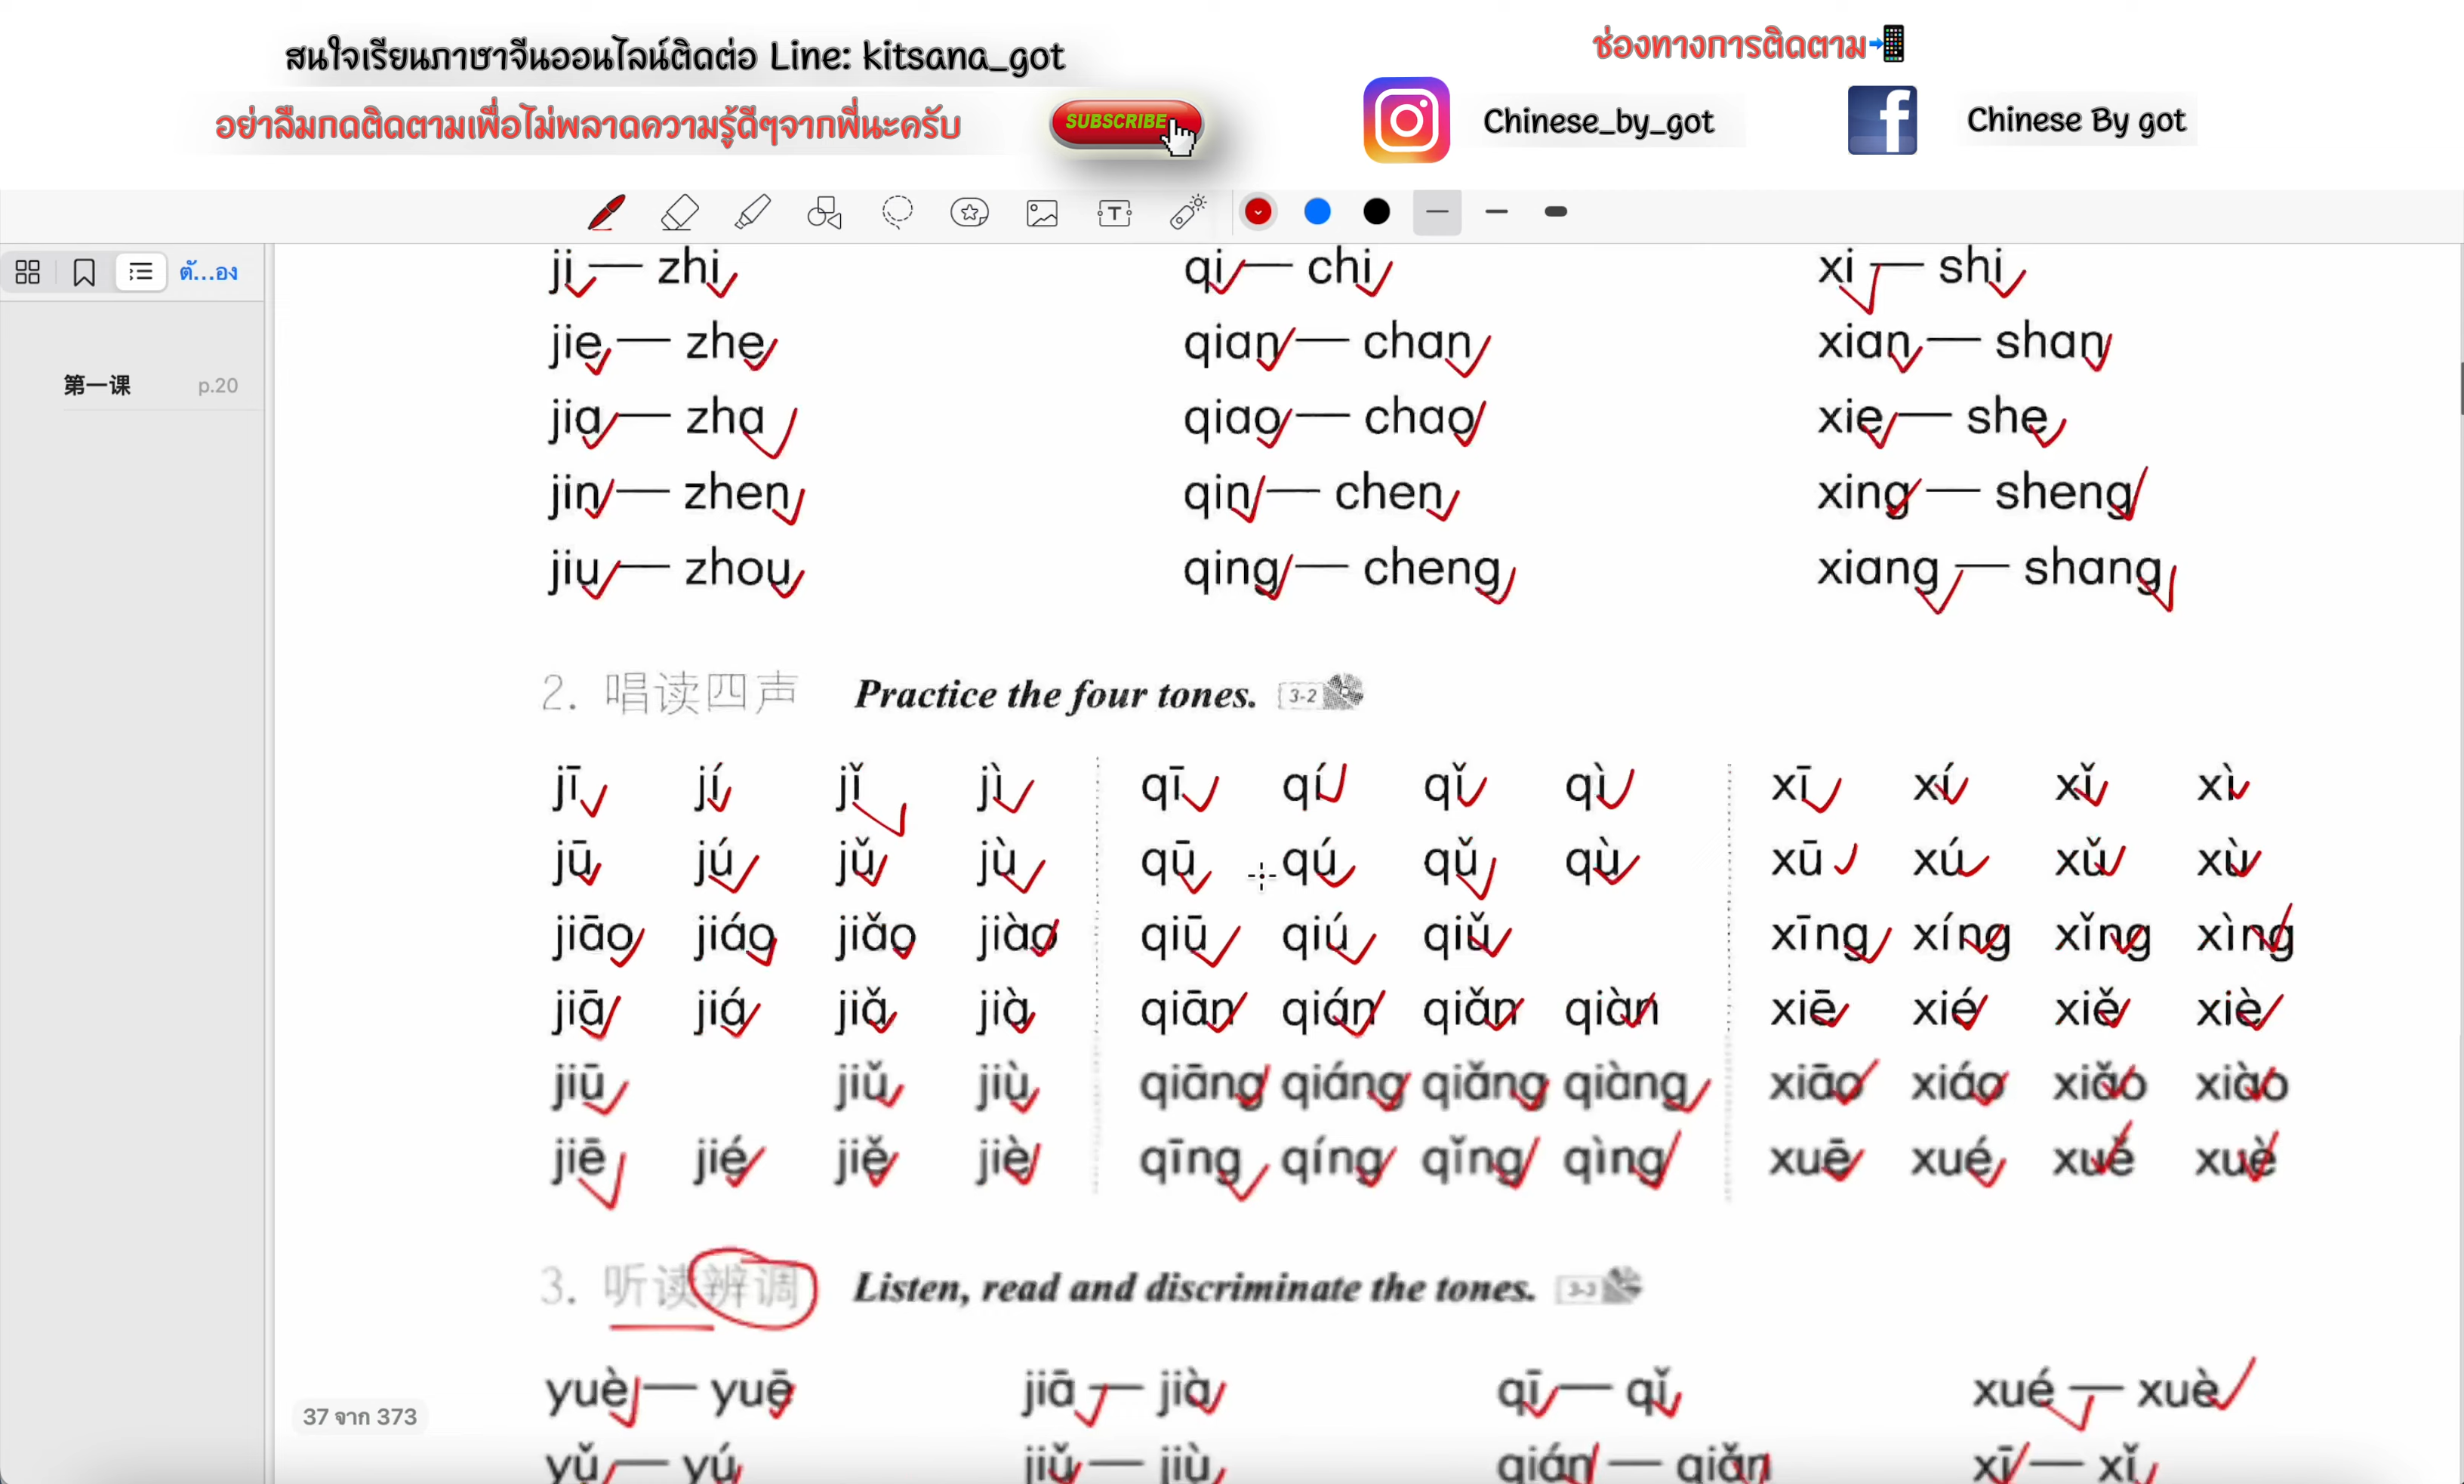 สนใจเรียนภาษาจีนออนไลน์ติดต่อ Line: kitsana_got
ช่องทางการติดตาม
อย่าลืมกดติดตามเพื่อไม่พลาดความรู้ดีๆจากพี่นะครับ SUBSCRIBE Chinese_by_got Chinese By got
ตั...อง
第一课 p.20
ji — zhi qi — chi xi — shi
jie — zhe qian — chan xian — shan
jia — zha qiao — chao xie — she
jin — zhen qin — chen xing — sheng
jiu — zhou qing — cheng xiang — shang
2. 唱读四声 Practice the four tones. 3-2
jī jí jǐ jì qī qí qǐ qì xī xí xǐ xì
jū jú jǔ jù qū qú qǔ qù xū xú xǔ xù
jiāo jiáo jiǎo jiào qiū qiú qiǔ xīng xíng xǐng xìng
jiā jiá jiǎ jià qiān qián qiǎn qiàn xiē xié xiě xiè
jiū jiǔ jiù qiāng qiáng qiǎng qiàng xiāo xiáo xiǎo xiào
jiē jié jiě jiè qīng qíng qǐng qìng xuē xué xuě xuè
3. 听读辨调 Listen, read and discriminate the tones. 3-3
yuè — yuē jiā — jià qī — qǐ xué — xuè
yǔ — yú jiǔ — jiù qián — qiǎn xī — xǐ
37 จาก 373